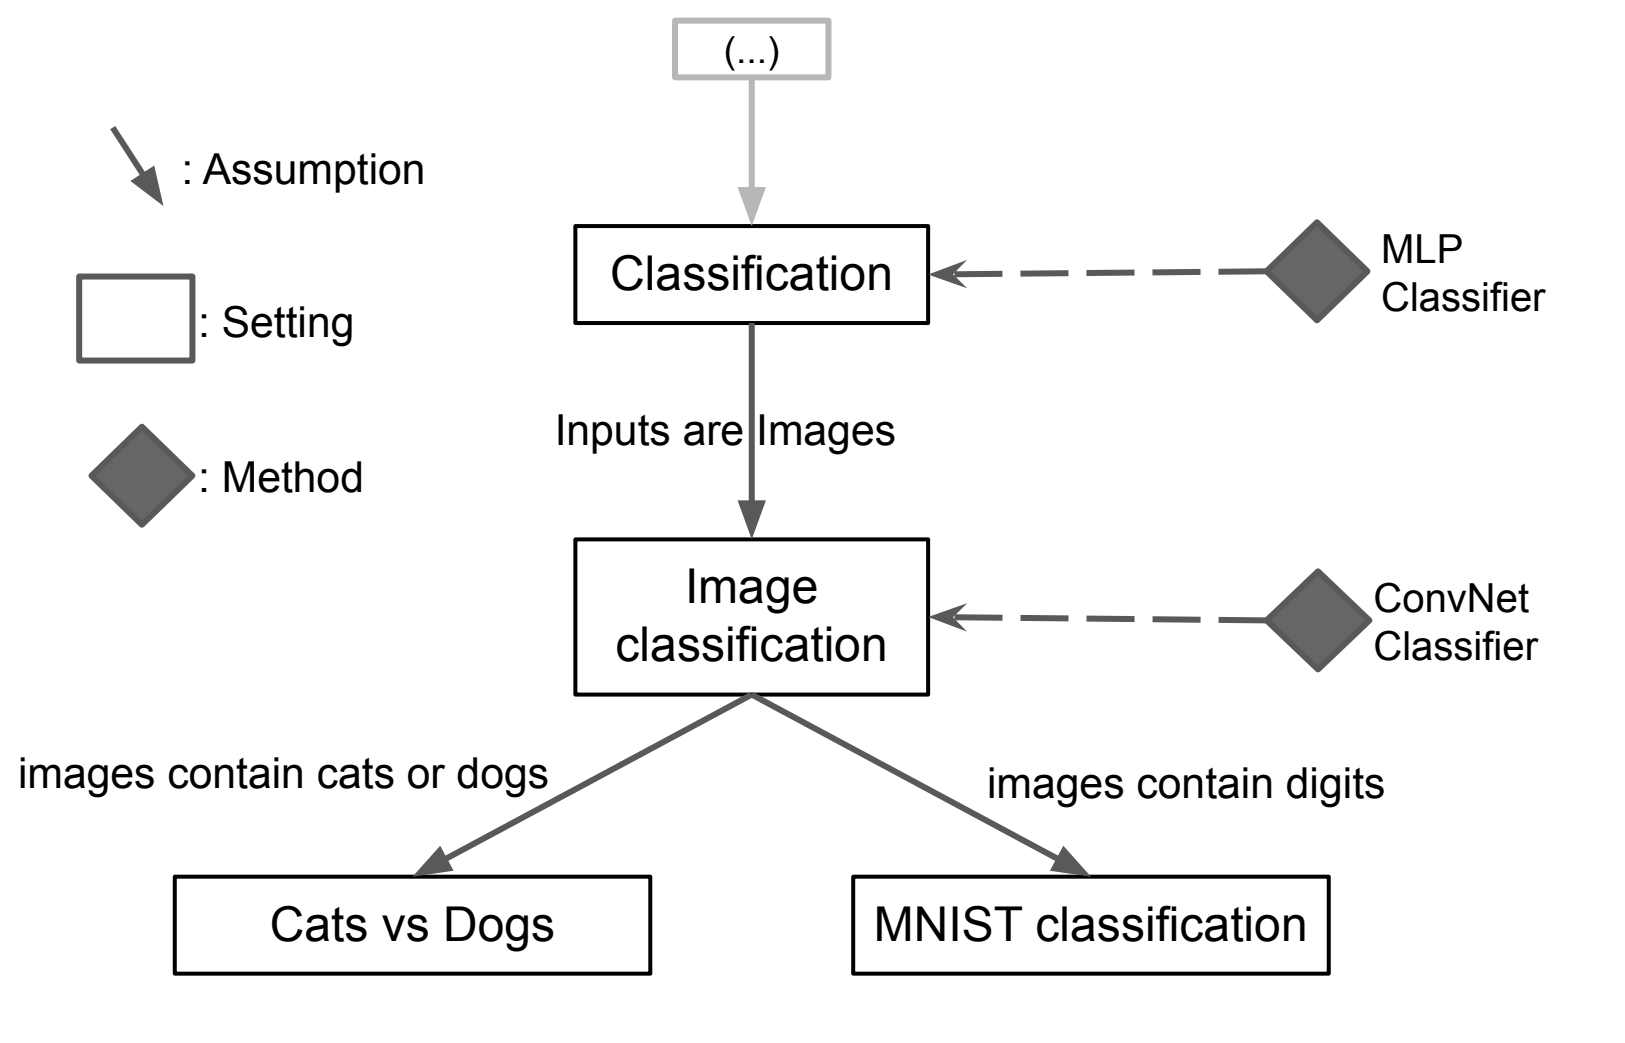 (...)
: Assumption
: Setting
: Method
Classification
MLP
Classifier
Inputs are Images
Image
classification
ConvNet
Classifier
images contain cats or dogs
images contain digits
Cats vs Dogs
MNIST classification